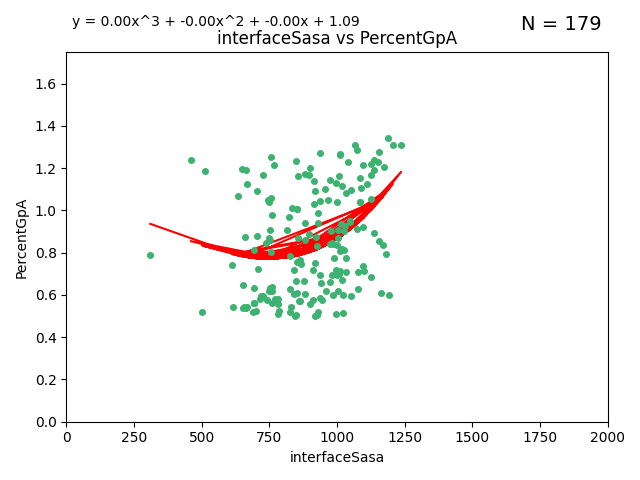 y = 0.00x^3 + -0.00x^2 + -0.00x + 1.09
N = 179
interfaceSasa vs PercentGpA
1.6
1.4
1.2
1.0
0.8
0.6
0.4
0.2
0.0
PercentGpA
0 250 500 750 1000 1250 1500 1750 2000
interfaceSasa